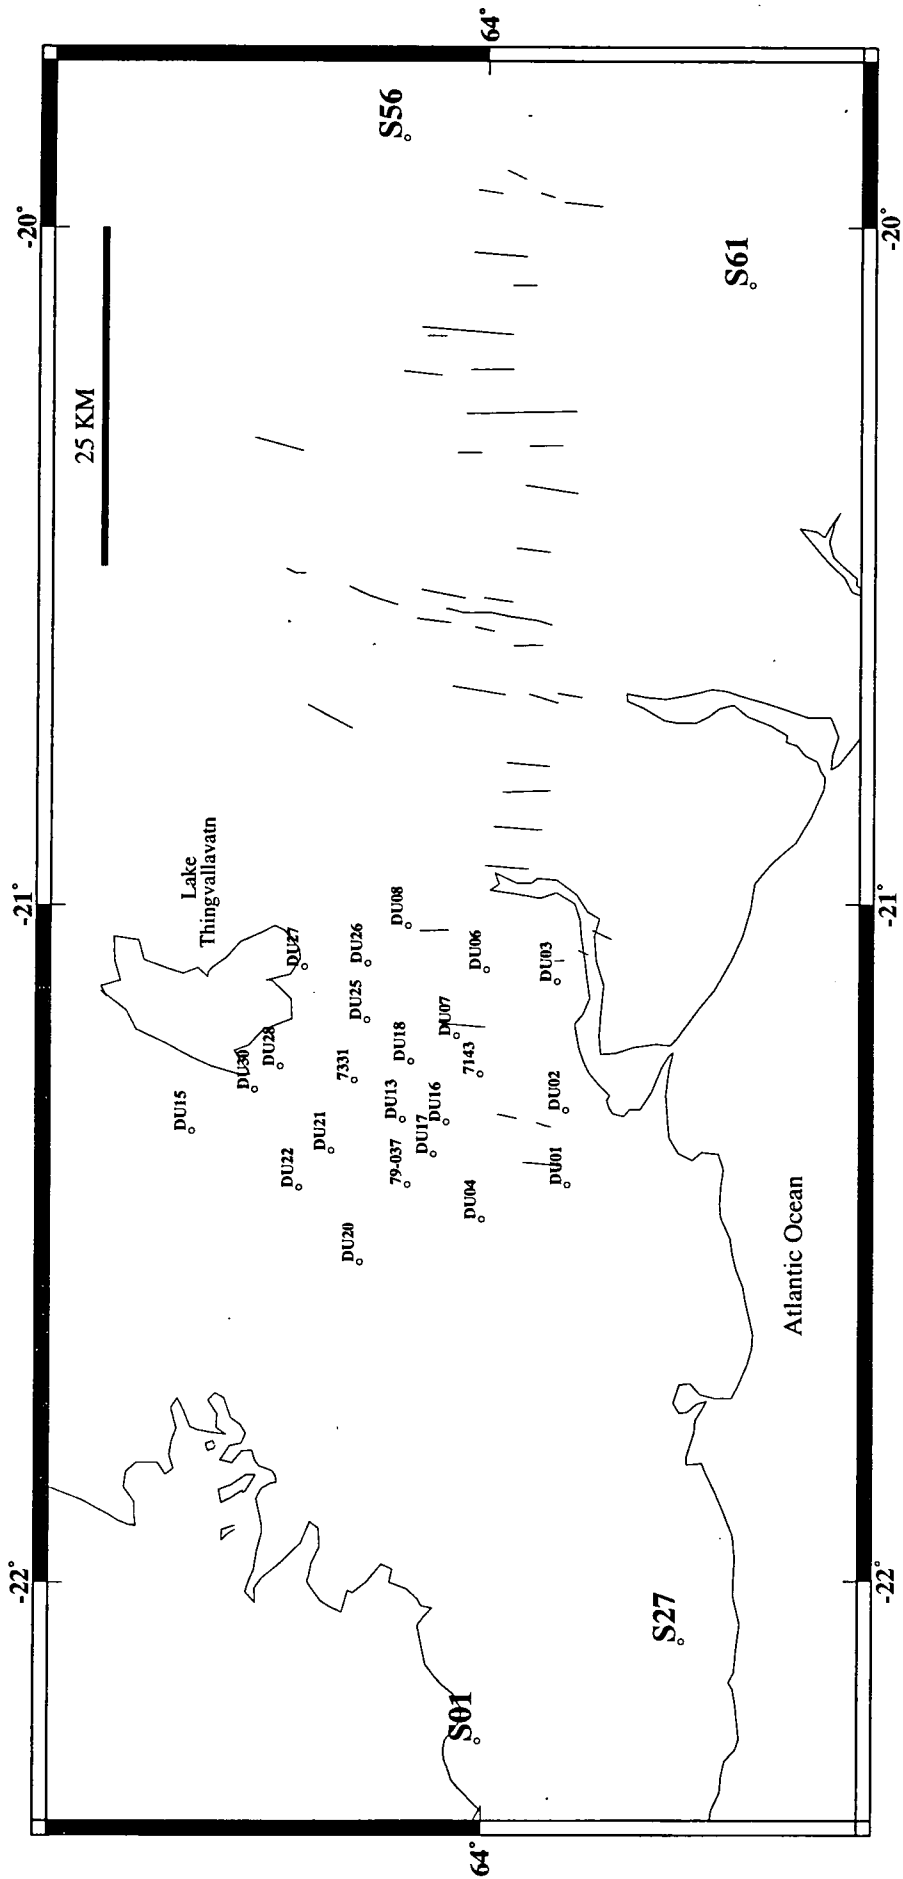 -22°
-21°
-20°
25 KM
Lake
Thingvallavatn
DU15
DU30
DU28
DU27
DU22
DU21
DU20
7331
DU25
DU26
79-037
DU13
DU18
DU08
DU17
DU16
DU07
DU04
7143
DU06
DU01
DU02
DU03
S56
S01
S27
S61
64°
64°
Atlantic Ocean
-22°
-21°
-20°